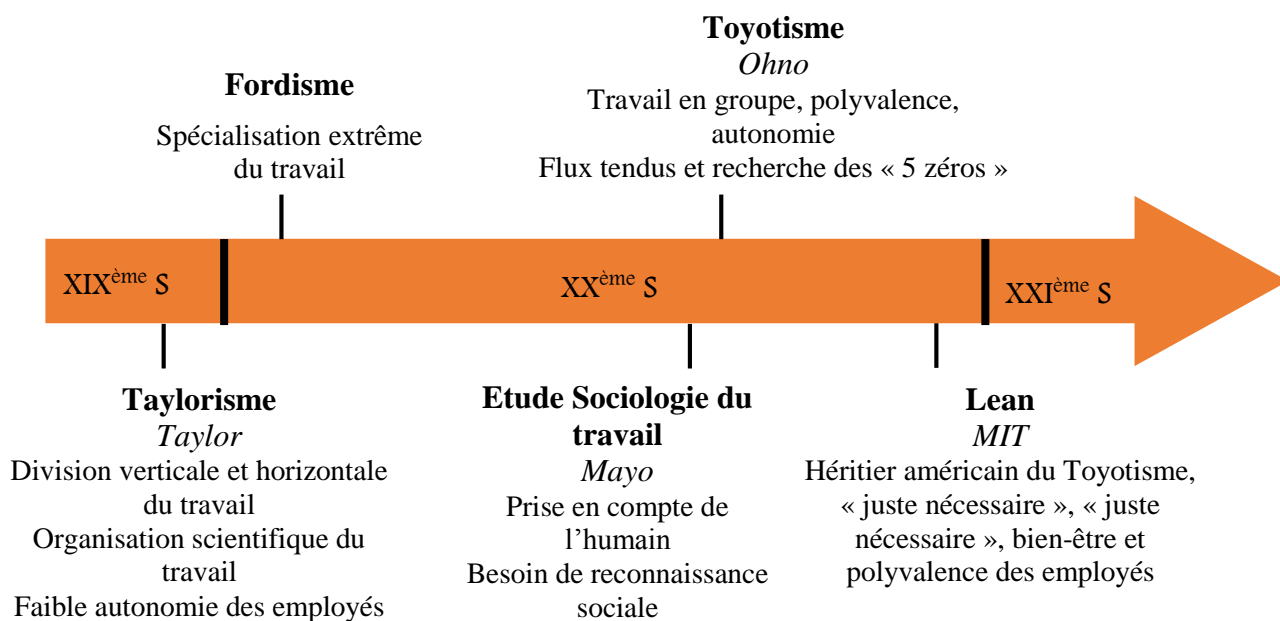 Toyotisme
Ohno
Travail en groupe, polyvalence,
autonomie
Flux tendus et recherche des « 5 zéros »
Fordisme
Spécialisation extrême
du travail
XIXème S
XXème S
XXIème S
Taylorisme
Taylor
Division verticale et horizontale
du travail
Organisation scientifique du
travail
Faible autonomie des employés
Etude Sociologie du
travail
Mayo
Prise en compte de
l’humain
Besoin de reconnaissance
sociale
Lean
MIT
Héritier américain du Toyotisme,
« juste nécessaire », « juste
nécessaire », bien-être et
polyvalence des employés